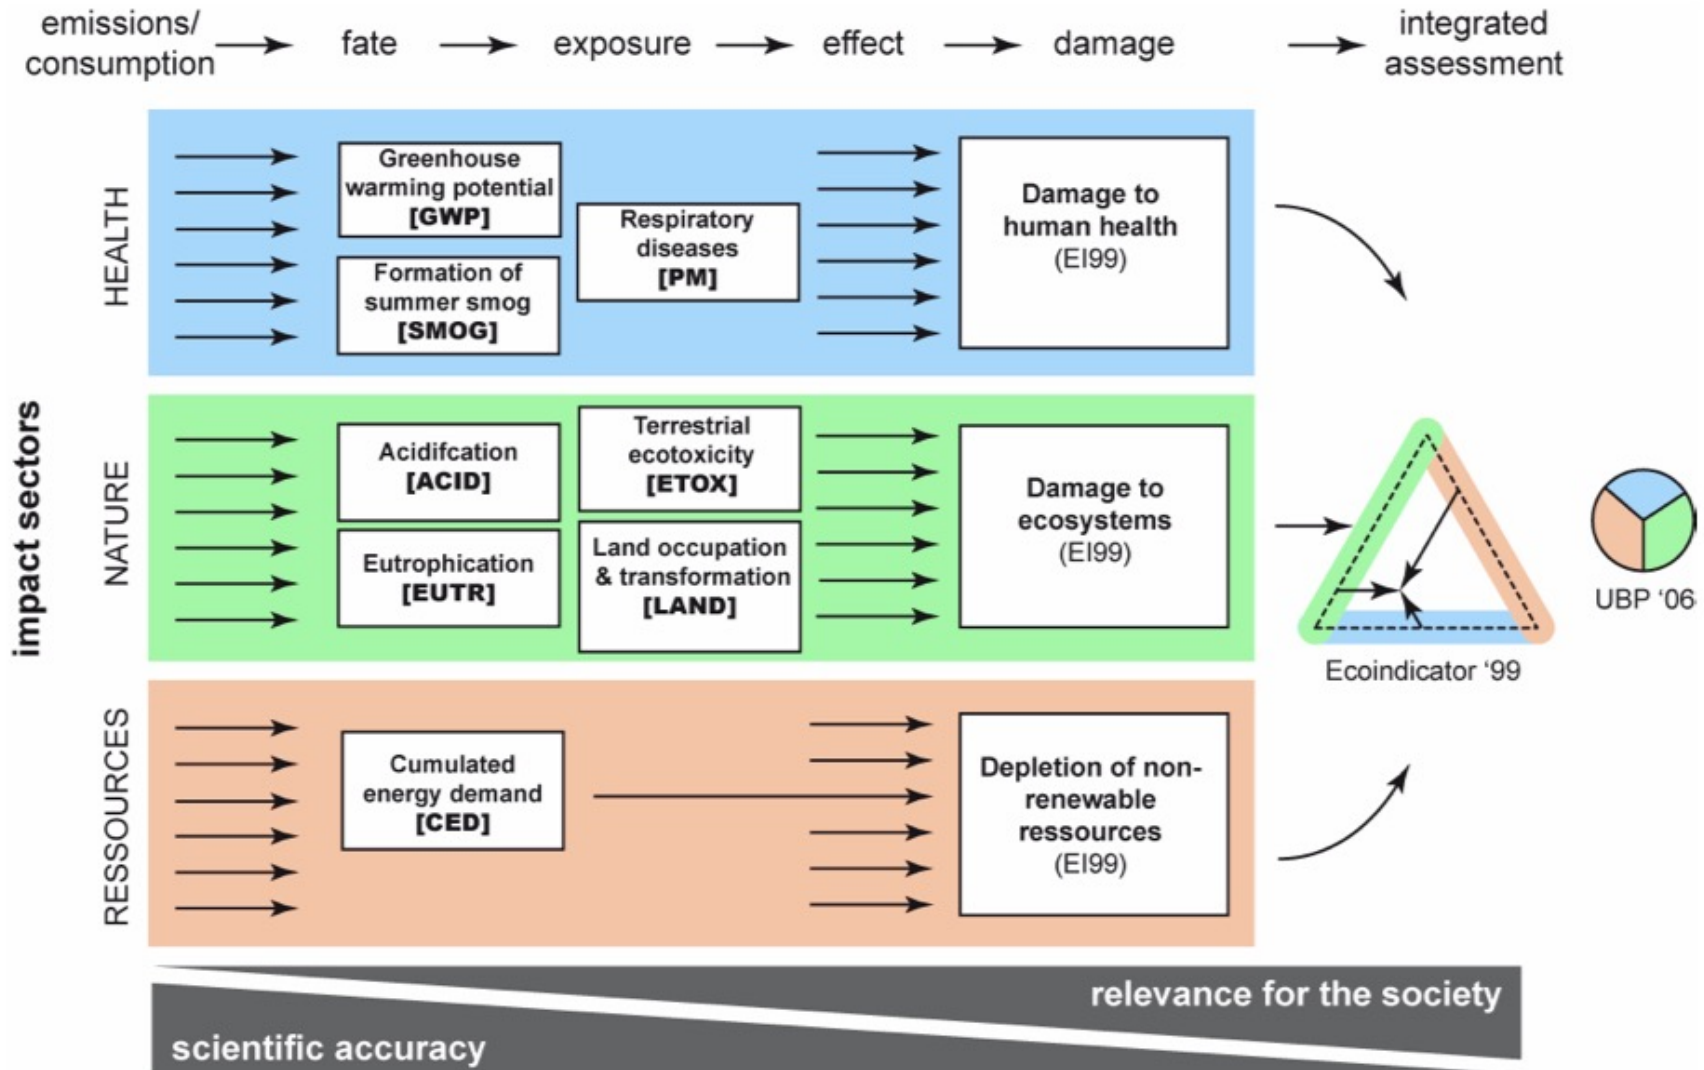 emissions/
consumption
fate
exposure
effect
damage
integrated
assessment
impact sectors
HEALTH
Greenhouse
warming potential
[GWP]
Formation of
summer smog
[SMOG]
Respiratory
diseases
[PM]
Damage to
human health
(EI99)
NATURE
Acidifcation
[ACID]
Eutrophication
[EUTR]
Terrestrial
ecotoxicity
[ETOX]
Land occupation
& transformation
[LAND]
Damage to
ecosystems
(EI99)
Ecoindicator ‘99
UBP ‘06
RESSOURCES
Cumulated
energy demand
[CED]
Depletion of non-
renewable
ressources
(EI99)
relevance for the society
scientific accuracy